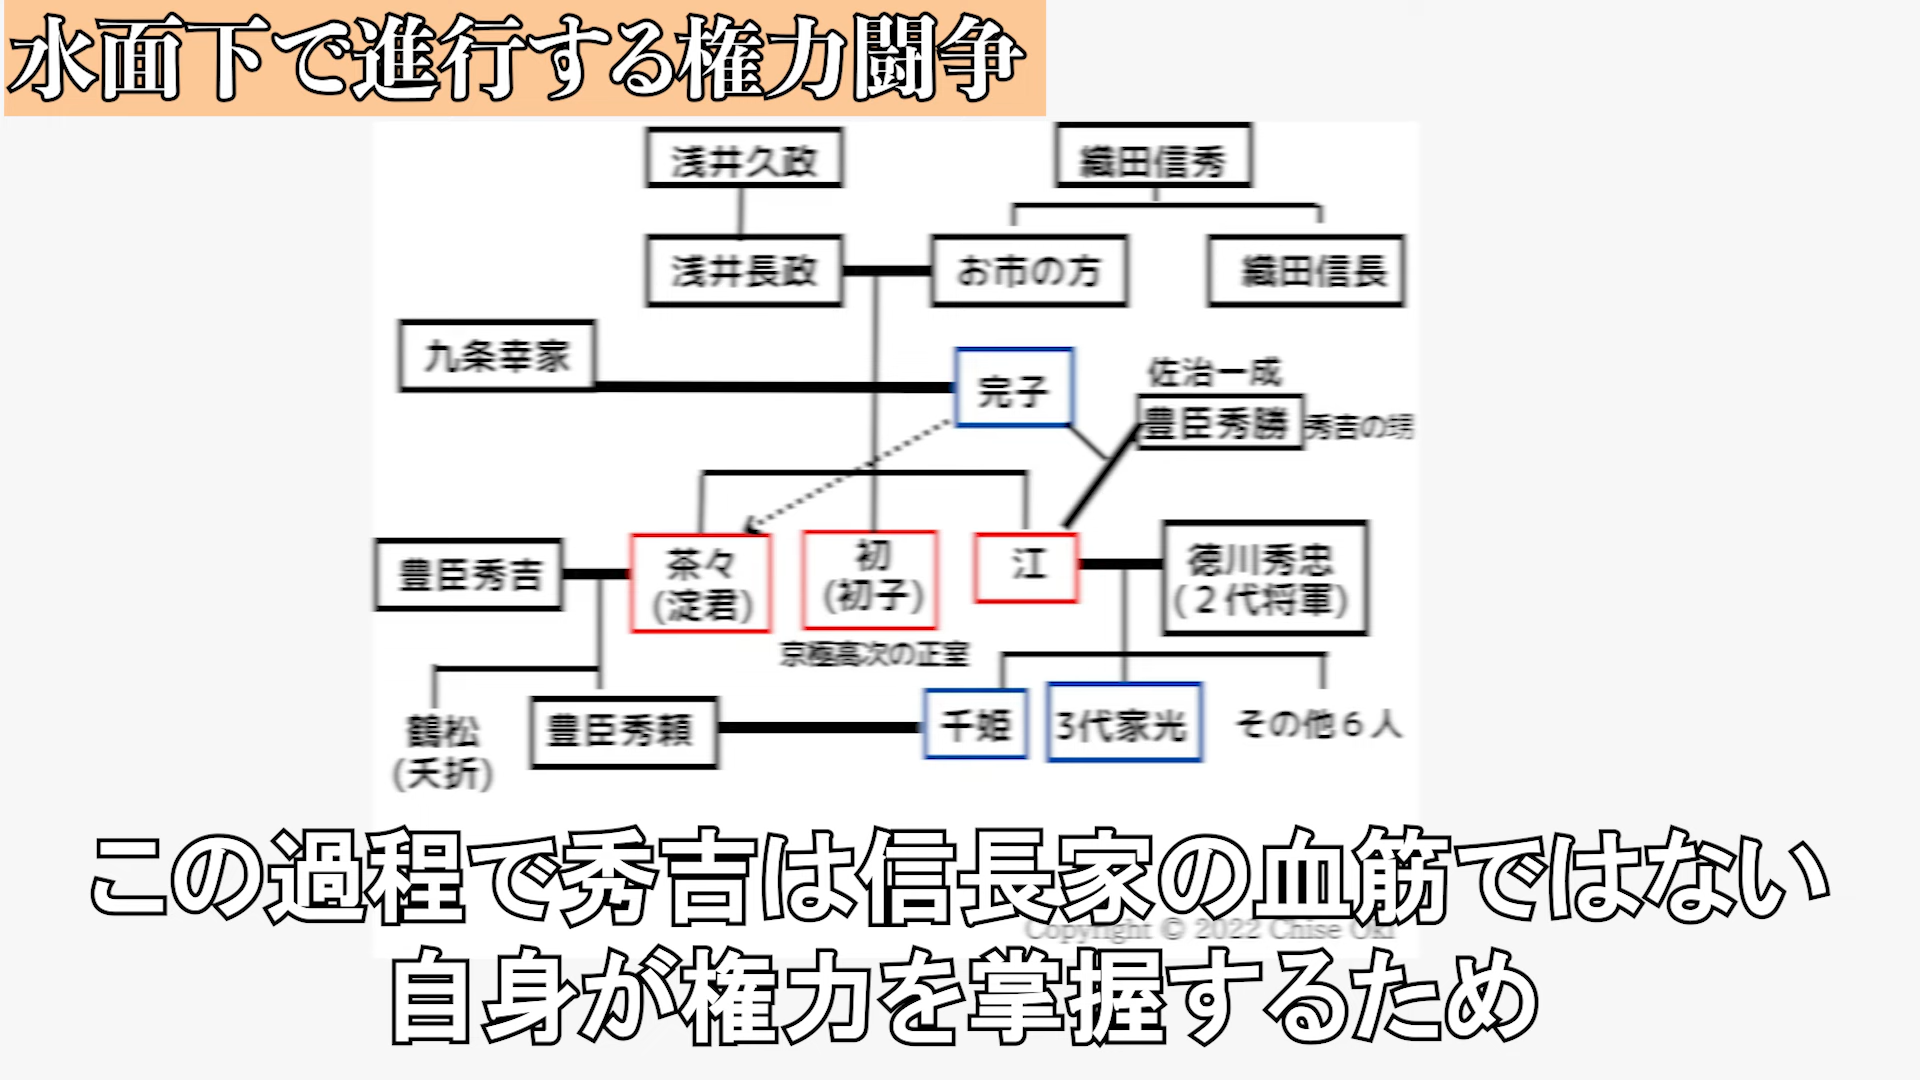 水面下で進行する権力闘争
浅井久政
織田信秀
浅井長政
お市の方
織田信長
九条幸家
完子
佐治一成
豊臣秀勝
秀吉の甥
豊臣秀吉
茶々
(淀君)
初
(初子)
江
徳川秀忠
(２代将軍)
京極高次の正室
鶴松
(夭折)
豊臣秀頼
千姫
3代家光
その他６人
この過程で秀吉は信長家の血筋ではない
Copyright © 2022 Chise Oki
自身が権力を掌握するため